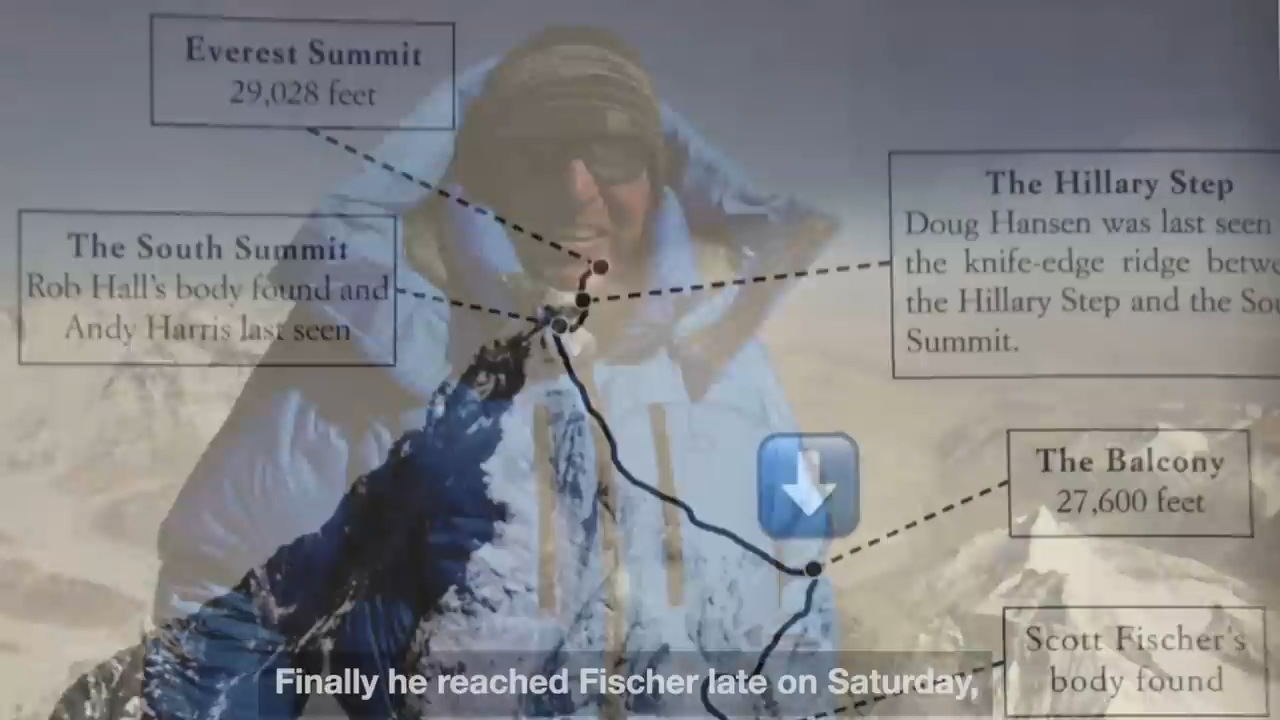 Everest Summit
29,028 feet
The South Summit
Rob Hall's body found and
Andy Harris last seen
The Hillary Step
Doug Hansen was last seen
the knife-edge ridge betwe
the Hillary Step and the Sou
Summit.
The Balcony
27,600 feet
Scott Fischer's
body found
Finally he reached Fischer late on Saturday,